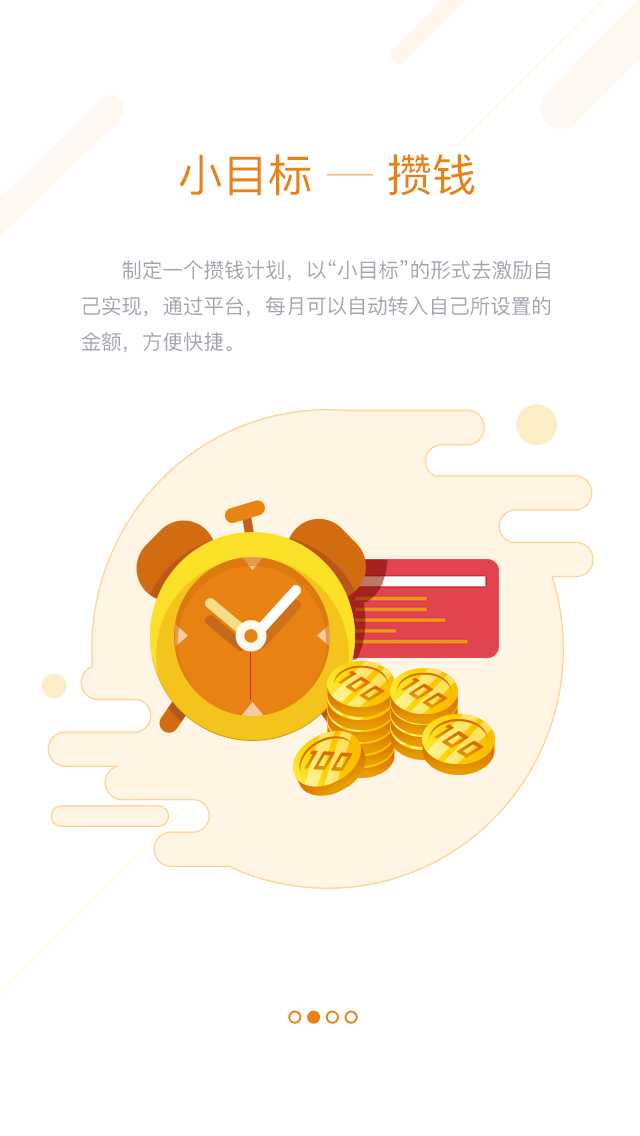 小目标 — 攒钱
制定一个攒钱计划，以“小目标”的形式去激励自
己实现，通过平台，每月可以自动转入自己所设置的
金额，方便快捷。
100
100
100
100